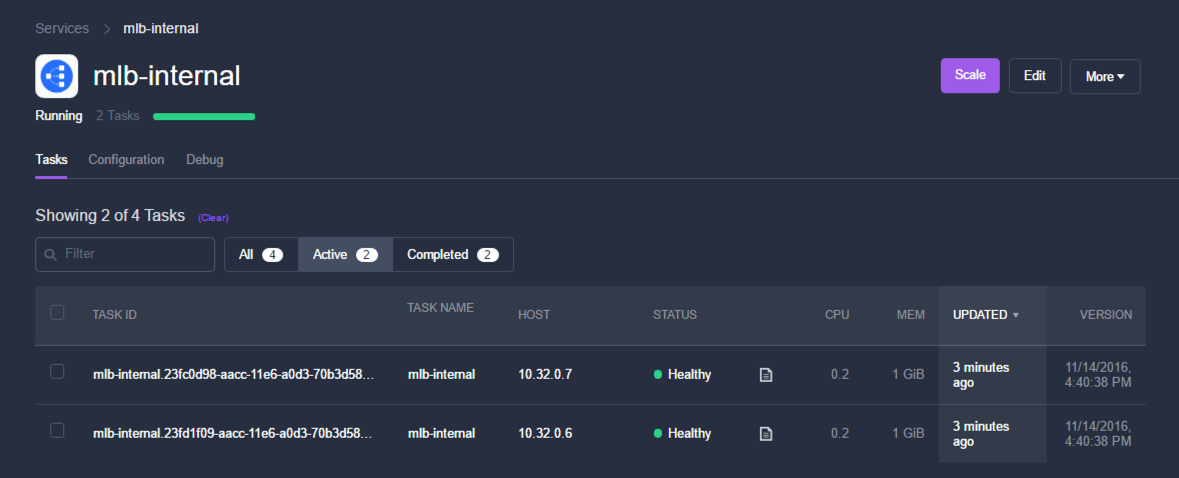 Services > mlb-internal
mlb-internal
Scale Edit More
Running 2 Tasks
Tasks Configuration Debug
Showing 2 of 4 Tasks (Clear)
Filter All 4 Active 2 Completed 2
TASK ID TASK NAME HOST STATUS CPU MEM UPDATED VERSION
mlb-internal.23fc0d98-aacc-11e6-a0d3-70b3d58... mlb-internal 10.32.0.7 Healthy 0.2 1 GiB 3 minutes ago 11/14/2016, 4:40:38 PM
mlb-internal.23fd1f09-aacc-11e6-a0d3-70b3d58... mlb-internal 10.32.0.6 Healthy 0.2 1 GiB 3 minutes ago 11/14/2016, 4:40:38 PM